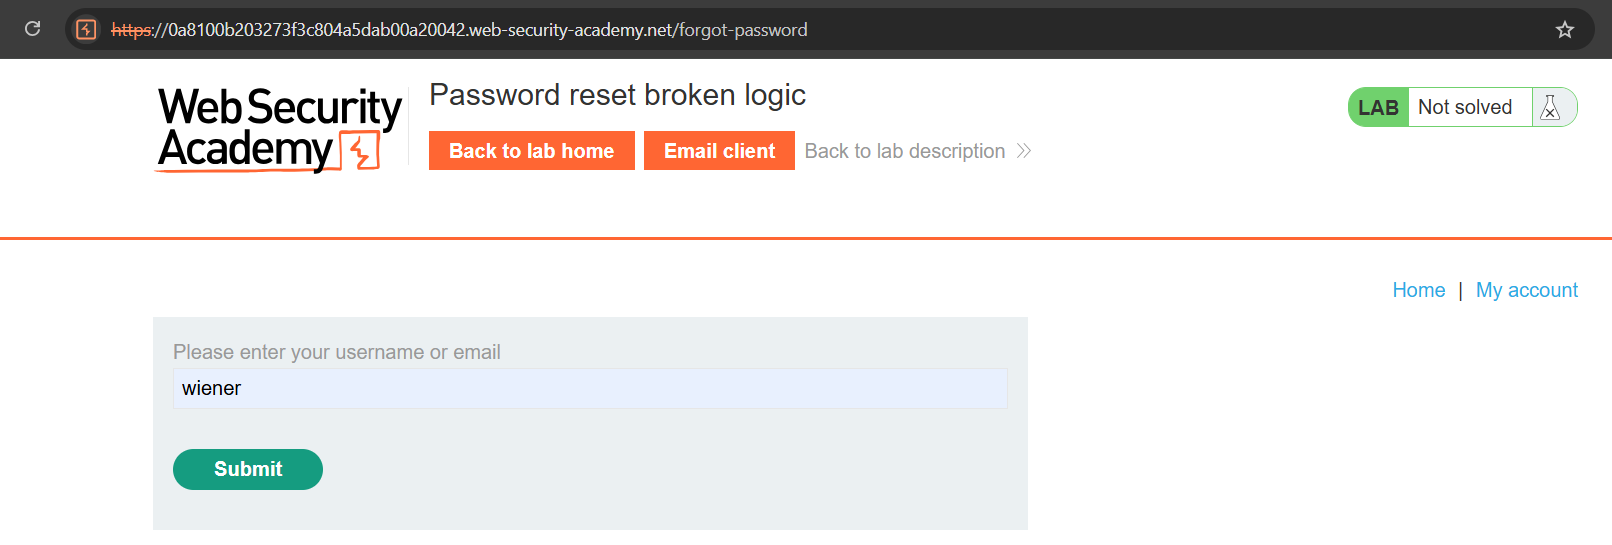 https://0a8100b203273f3c804a5dab00a20042.web-security-academy.net/forgot-password
Web Security
Academy
Password reset broken logic
Back to lab home
Email client
Back to lab description
LAB Not solved
Home | My account
Please enter your username or email
wiener
Submit